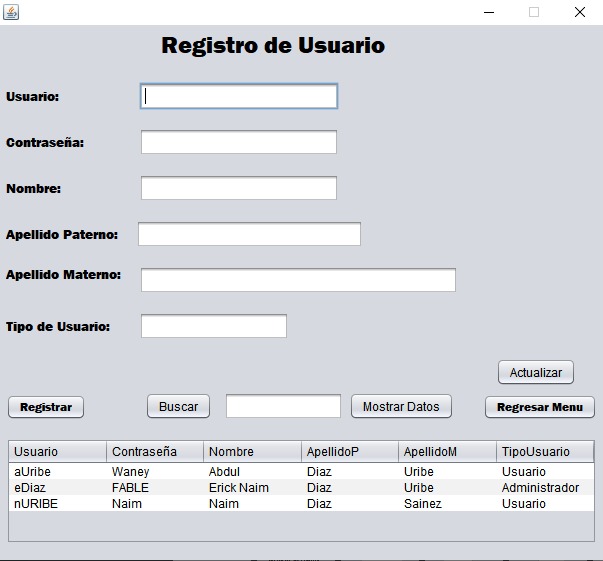 Registro de Usuario
Usuario:
Contraseña:
Nombre:
Apellido Paterno:
Apellido Materno:
Tipo de Usuario:
Actualizar
Registrar Buscar Mostrar Datos Regresar Menu
Usuario Contraseña Nombre ApellidoP ApellidoM TipoUsuario
aUribe Waney Abdul Diaz Uribe Usuario
eDiaz FABLE Erick Naim Diaz Uribe Administrador
nURIBE Naim Naim Diaz Sainez Usuario